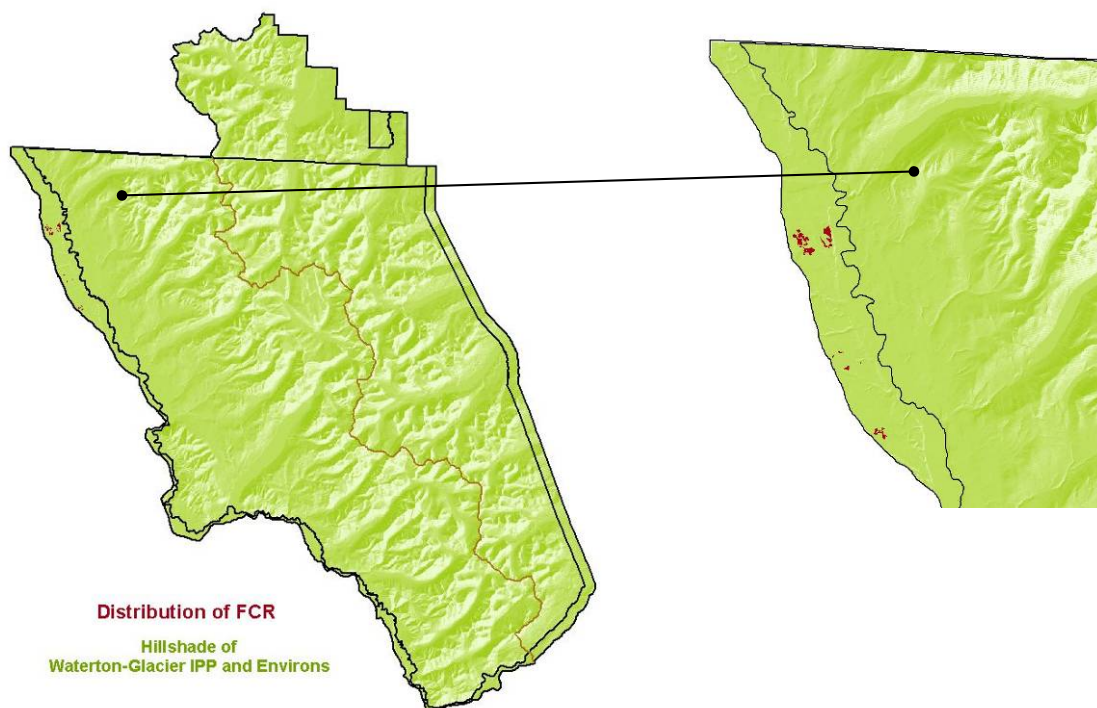 Distribution of FCR
Hillshade of
Waterton-Glacier IPP and Environs